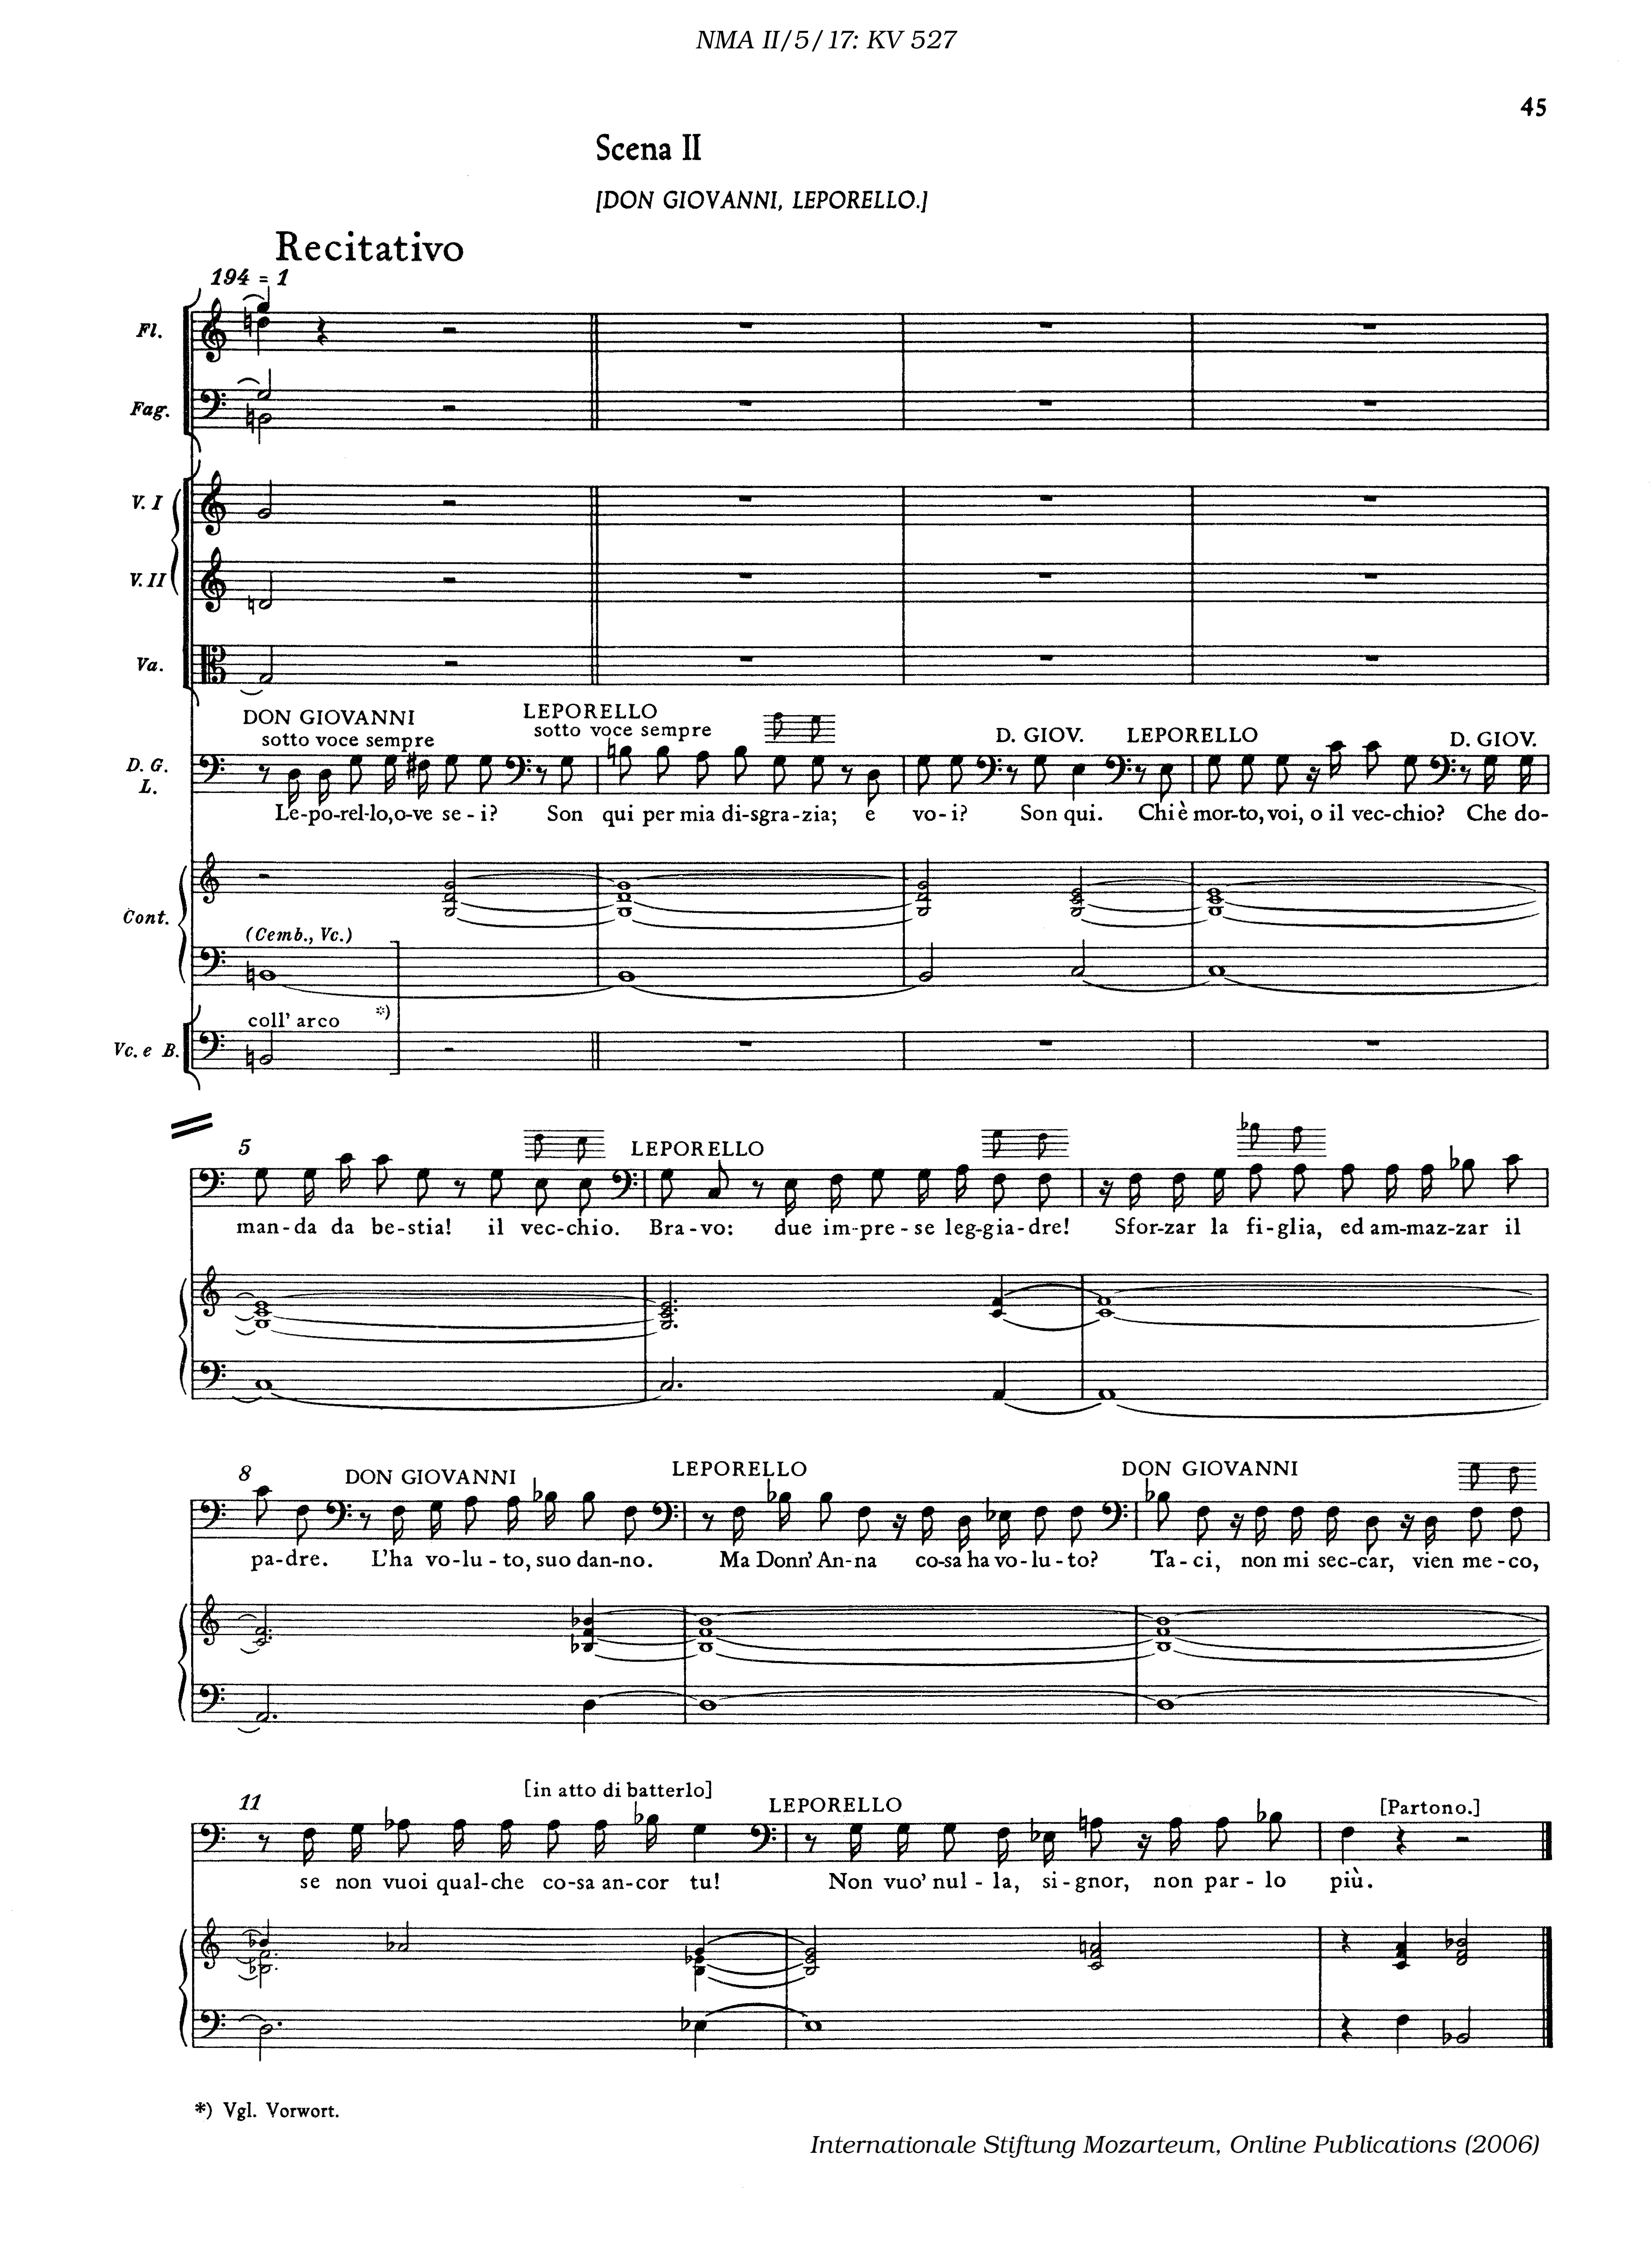 NMA II/5/17: KV 527
45
Scena II
[DON GIOVANNI, LEPORELLO.]
Recitativo
194 = 1
Fl.
Fag.
V. I
V. II
Va.
DON GIOVANNI LEPORELLO
sotto voce sempre sotto voce sempre
D. GIOV. LEPORELLO D. GIOV.
D. G.
L.
Le-po-rel-lo, o-ve se-i? Son qui per mia di-sgra-zia; e vo-i? Son qui. Chi è mor-to, voi, o il vec-chio? Che do-
Cont.
(Cemb., Vc.)
coll' arco *)
Vc. e B.
5 LEPORELLO
man-da da be-stia! il vec-chio. Bra-vo: due im-pre-se leg-gia-dre! Sfor-zar la fi-glia, ed am-maz-zar il
8 DON GIOVANNI LEPORELLO DON GIOVANNI
pa-dre. L'ha vo-lu-to, suo dan-no. Ma Donn' An-na co-sa ha vo-lu-to? Ta-ci, non mi sec-car, vien me-co,
11 [in atto di batterlo] LEPORELLO [Partono.]
se non vuoi qual-che co-sa an-cor tu! Non vuo' nul-la, si-gnor, non par-lo più.
*) Vgl. Vorwort.
Internationale Stiftung Mozarteum, Online Publications (2006)